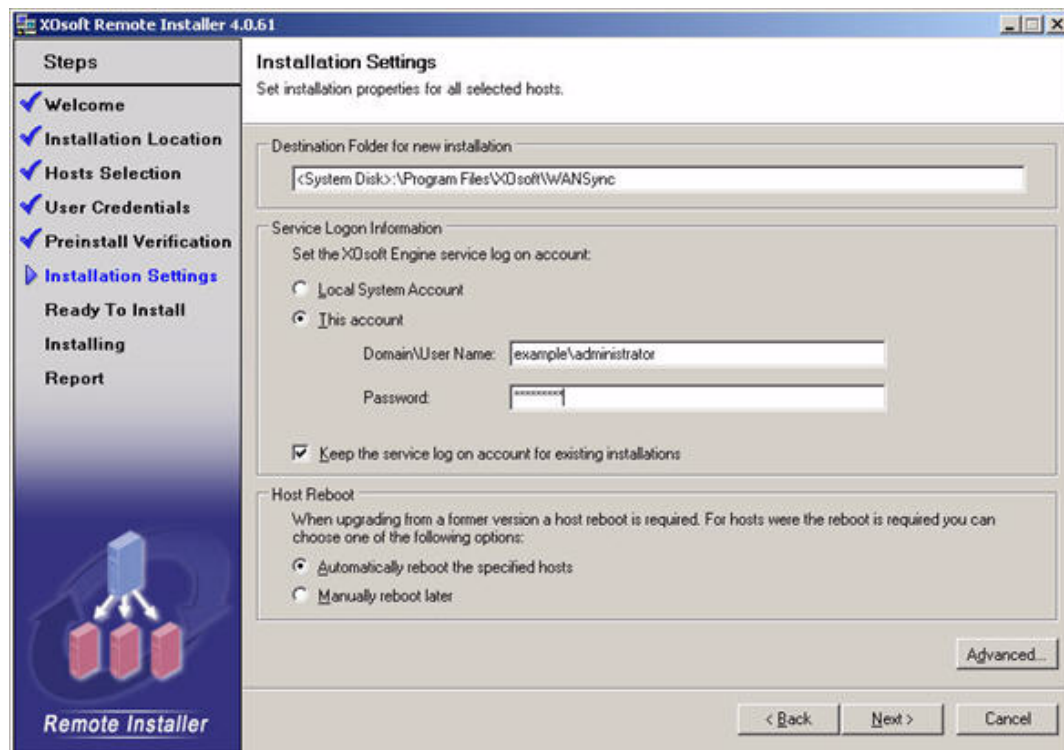 XOsoft Remote Installer 4.0.61
Steps
Welcome
Installation Location
Hosts Selection
User Credentials
Preinstall Verification
Installation Settings
Ready To Install
Installing
Report
Remote Installer
Installation Settings
Set installation properties for all selected hosts.
Destination Folder for new installation
<System Disk>:\Program Files\XOsoft\WANSync
Service Logon Information
Set the XOsoft Engine service log on account:
Local System Account
This account
Domain\User Name: example\administrator
Password: **********
Keep the service log on account for existing installations
Host Reboot
When upgrading from a former version a host reboot is required. For hosts were the reboot is required you can
choose one of the following options:
Automatically reboot the specified hosts
Manually reboot later
Advanced...
< Back Next > Cancel